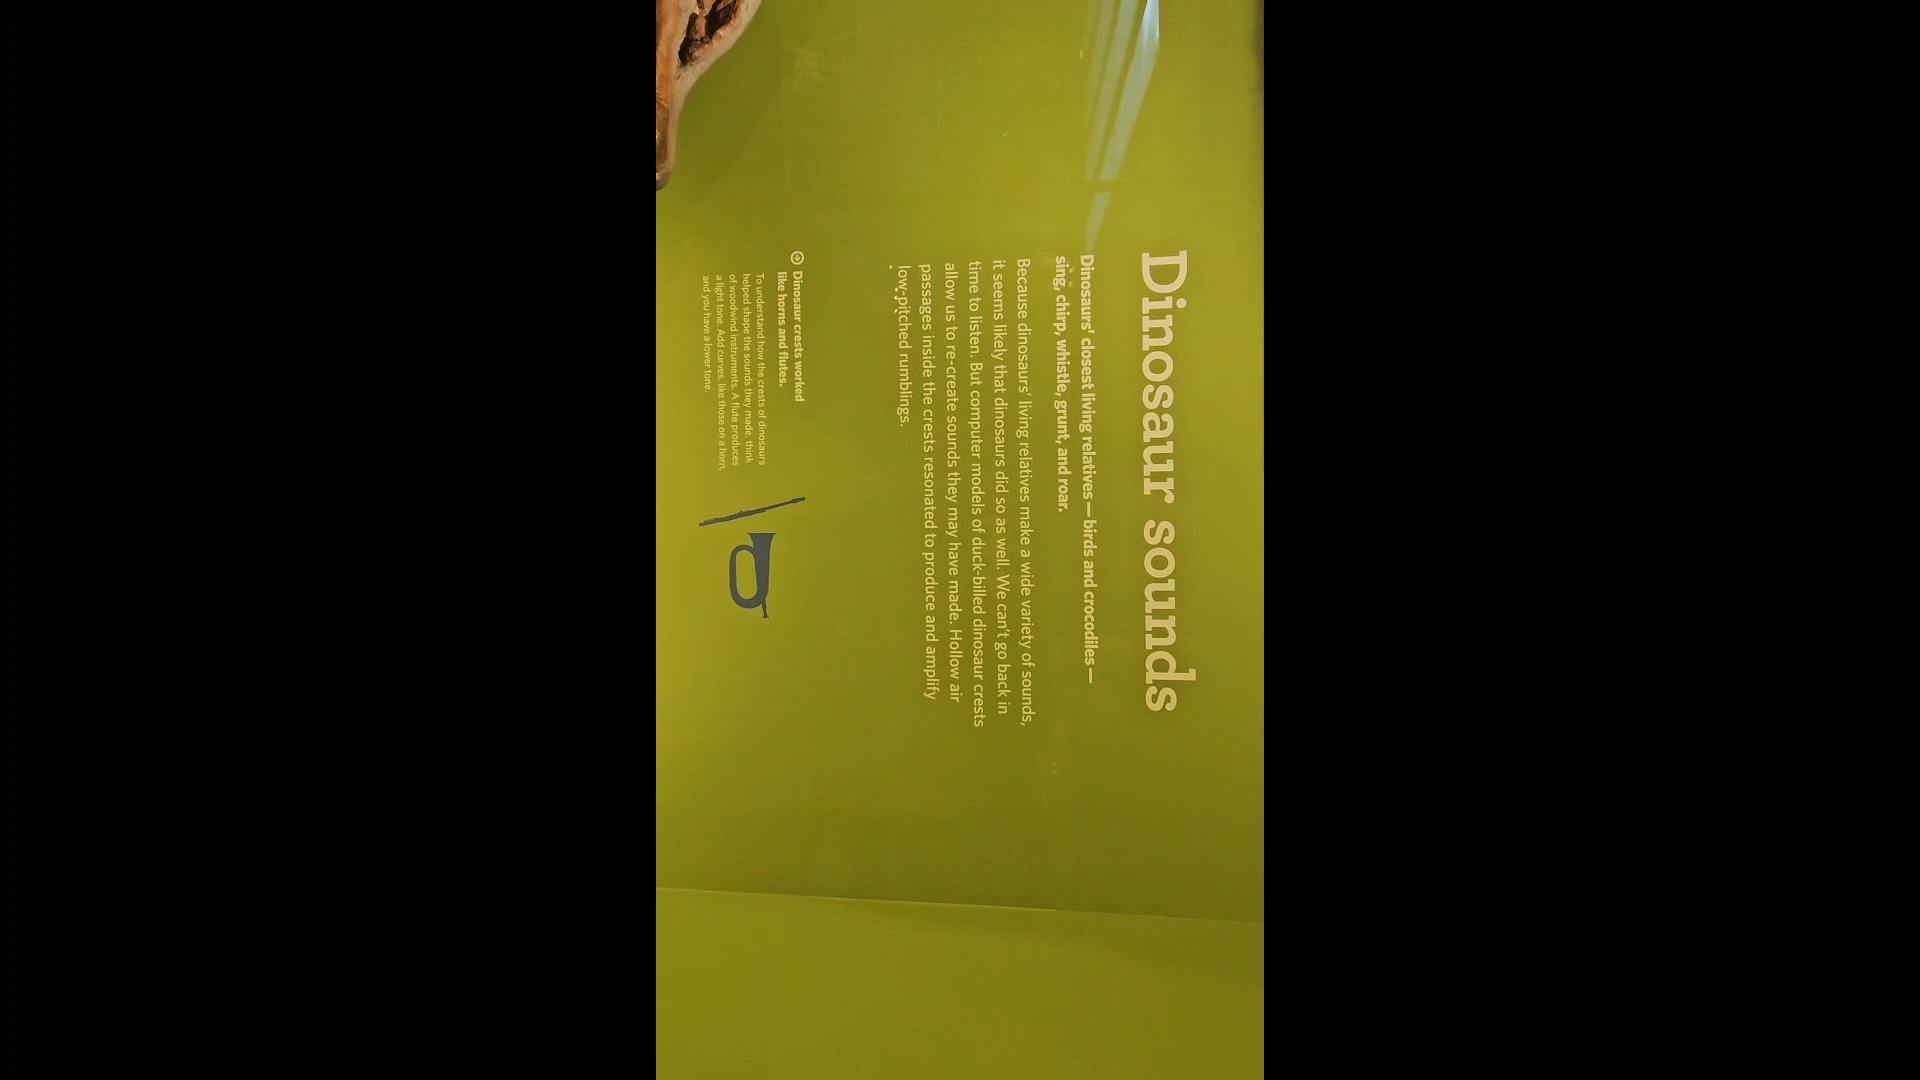 Dinosaur sounds
Dinosaurs' closest living relatives — birds and crocodiles —
sing, chirp, whistle, grunt, and roar.
Because dinosaurs' living relatives make a wide variety of sounds,
it seems likely that dinosaurs did so as well. We can't go back in
time to listen. But computer models of duck-billed dinosaur crests
allow us to re-create sounds they may have made. Hollow air
passages inside the crests resonated to produce and amplify
low-pitched rumblings.
Dinosaur crests worked
like horns and flutes.
To understand how the crests of dinosaurs
helped shape the sounds they made, think
of woodwind instruments. A flute produces
a light tone. Add curves, like those on a horn,
and you have a lower tone.